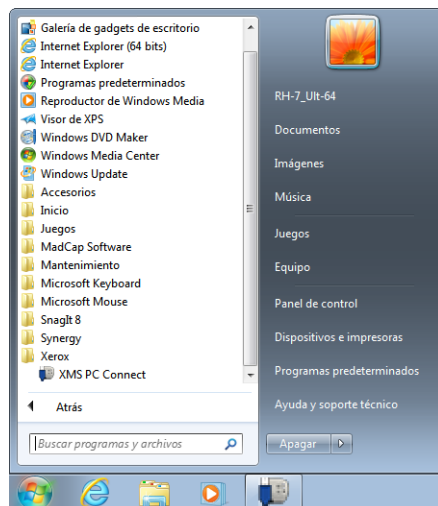 Galería de gadgets de escritorio
Internet Explorer (64 bits)
Internet Explorer
Programas predeterminados
Reproductor de Windows Media
Visor de XPS
Windows DVD Maker
Windows Media Center
Windows Update
Accesorios
Inicio
Juegos
MadCap Software
Mantenimiento
Microsoft Keyboard
Microsoft Mouse
SnagIt 8
Synergy
Xerox
XMS PC Connect
Atrás
Buscar programas y archivos
RH-7_Ult-64
Documentos
Imágenes
Música
Juegos
Equipo
Panel de control
Dispositivos e impresoras
Programas predeterminados
Ayuda y soporte técnico
Apagar